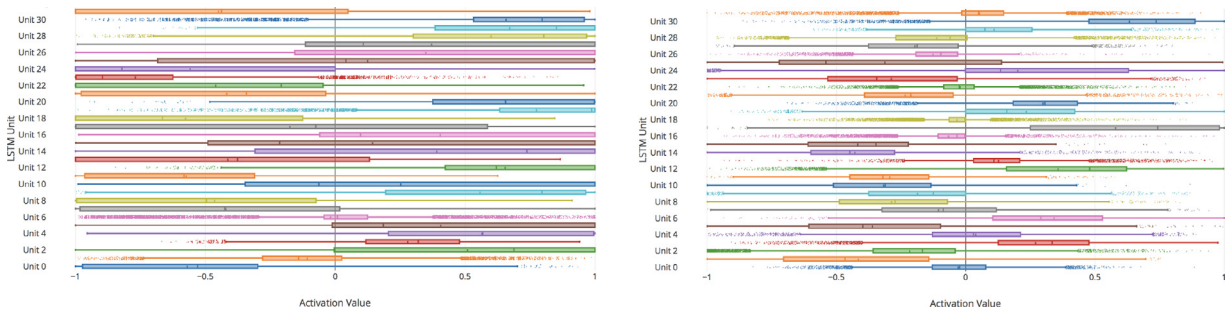 Unit 30
Unit 28
Unit 26
Unit 24
Unit 22
Unit 20
Unit 18
Unit 16
Unit 14
Unit 12
Unit 10
Unit 8
Unit 6
Unit 4
Unit 2
Unit 0
LSTM Unit
-1
-0.5
0
0.5
1
Activation Value
Unit 30
Unit 28
Unit 26
Unit 24
Unit 22
Unit 20
Unit 18
Unit 16
Unit 14
Unit 12
Unit 10
Unit 8
Unit 6
Unit 4
Unit 2
Unit 0
LSTM Unit
-1
-0.5
0
0.5
1
Activation Value